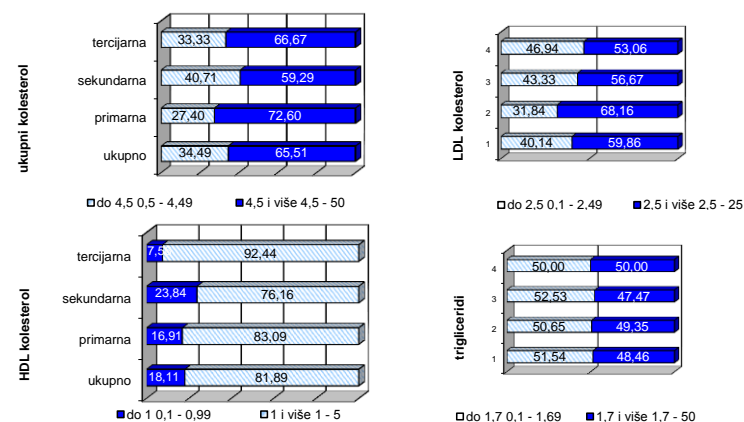 ukupni kolesterol
tercijarna
33,33
66,67
sekundarna
40,71
59,29
primarna
27,40
72,60
ukupno
34,49
65,51
do 4,5 0,5 - 4,49
4,5 i više 4,5 - 50
LDL kolesterol
4
46,94
53,06
3
43,33
56,67
2
31,84
68,16
1
40,14
59,86
do 2,5 0,1 - 2,49
2,5 i više 2,5 - 25
HDL kolesterol
tercijarna
7,5
92,44
sekundarna
23,84
76,16
primarna
16,91
83,09
ukupno
18,11
81,89
do 1 0,1 - 0,99
1 i više 1 - 5
trigliceridi
4
50,00
50,00
3
52,53
47,47
2
50,65
49,35
1
51,54
48,46
do 1,7 0,1 - 1,69
1,7 i više 1,7 - 50